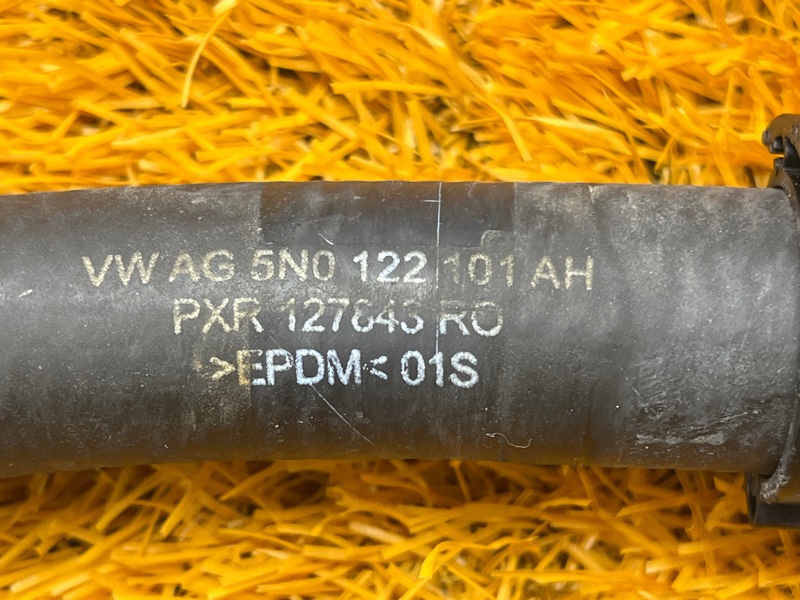 VW AG 5N0 122 101 AH
PXR 127643 RO
>EPDM< 01S